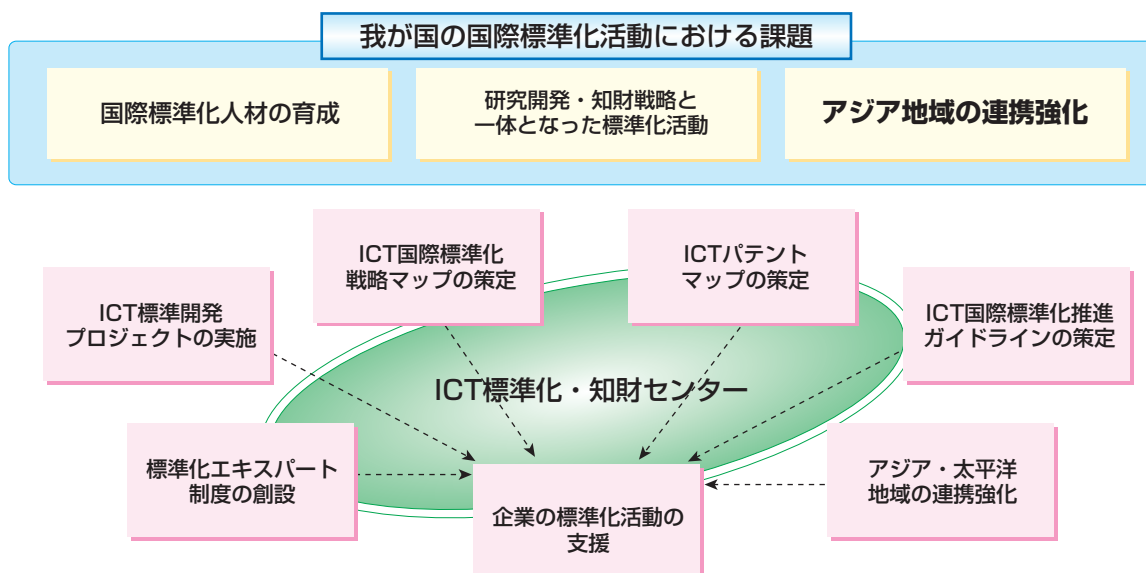 我が国の国際標準化活動における課題
国際標準化人材の育成
研究開発・知財戦略と
一体となった標準化活動
アジア地域の連携強化
ICT国際標準化
戦略マップの策定
ICTパテント
マップの策定
ICT標準開発
プロジェクトの実施
ICT国際標準化推進
ガイドラインの策定
ICT標準化・知財センター
標準化エキスパート
制度の創設
企業の標準化活動の
支援
アジア・太平洋
地域の連携強化